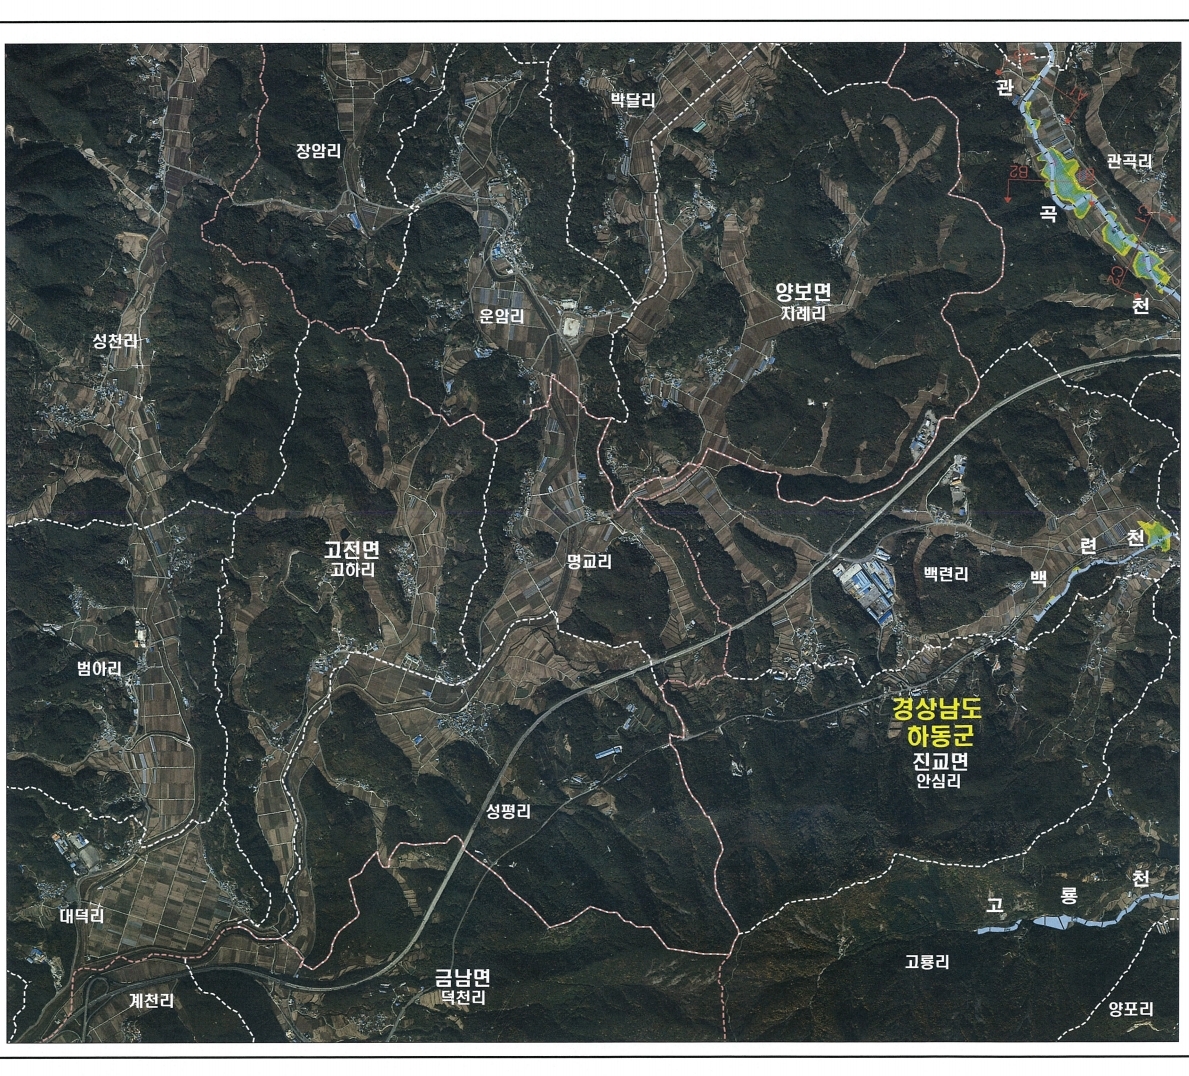 박달리
관
장암리
관곡리
곡
양보면
지례리
천
운암리
성천리
고전면
고하리
명교리
백련리
백 련 천
범아리
경상남도
하동군
진교면
안심리
성평리
고 룡 천
대덕리
고룡리
금남면
덕천리
계천리
양포리